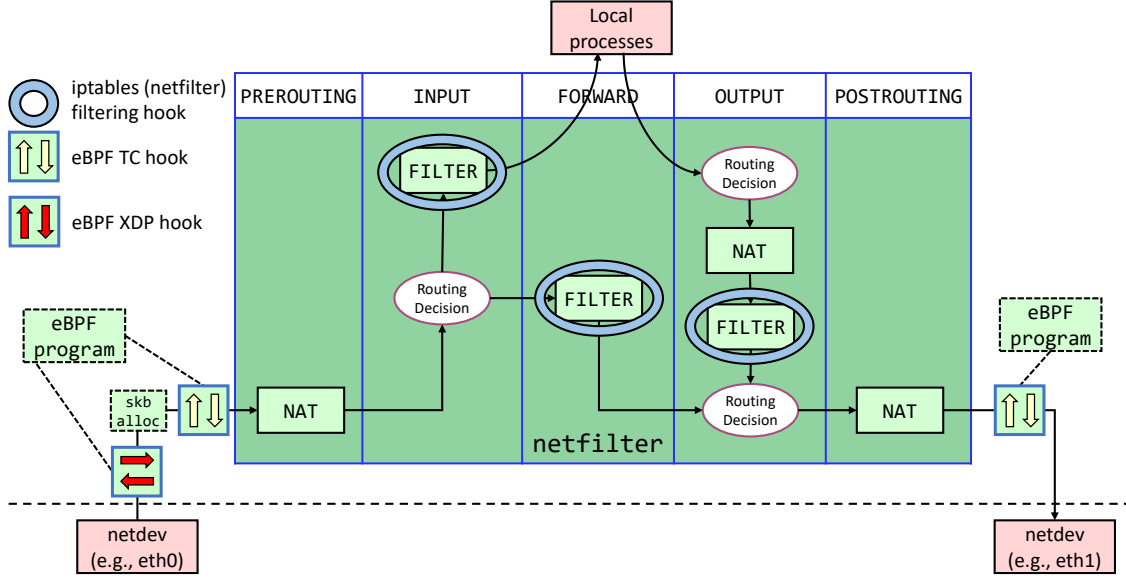 Local
processes
iptables (netfilter)
filtering hook
eBPF TC hook
eBPF XDP hook
PREROUTING
INPUT
FORWARD
OUTPUT
POSTROUTING
FILTER
Routing
Decision
NAT
Routing
Decision
FILTER
FILTER
eBPF
program
eBPF
program
skb
alloc
NAT
Routing
Decision
NAT
netfilter
netdev
(e.g., eth0)
netdev
(e.g., eth1)